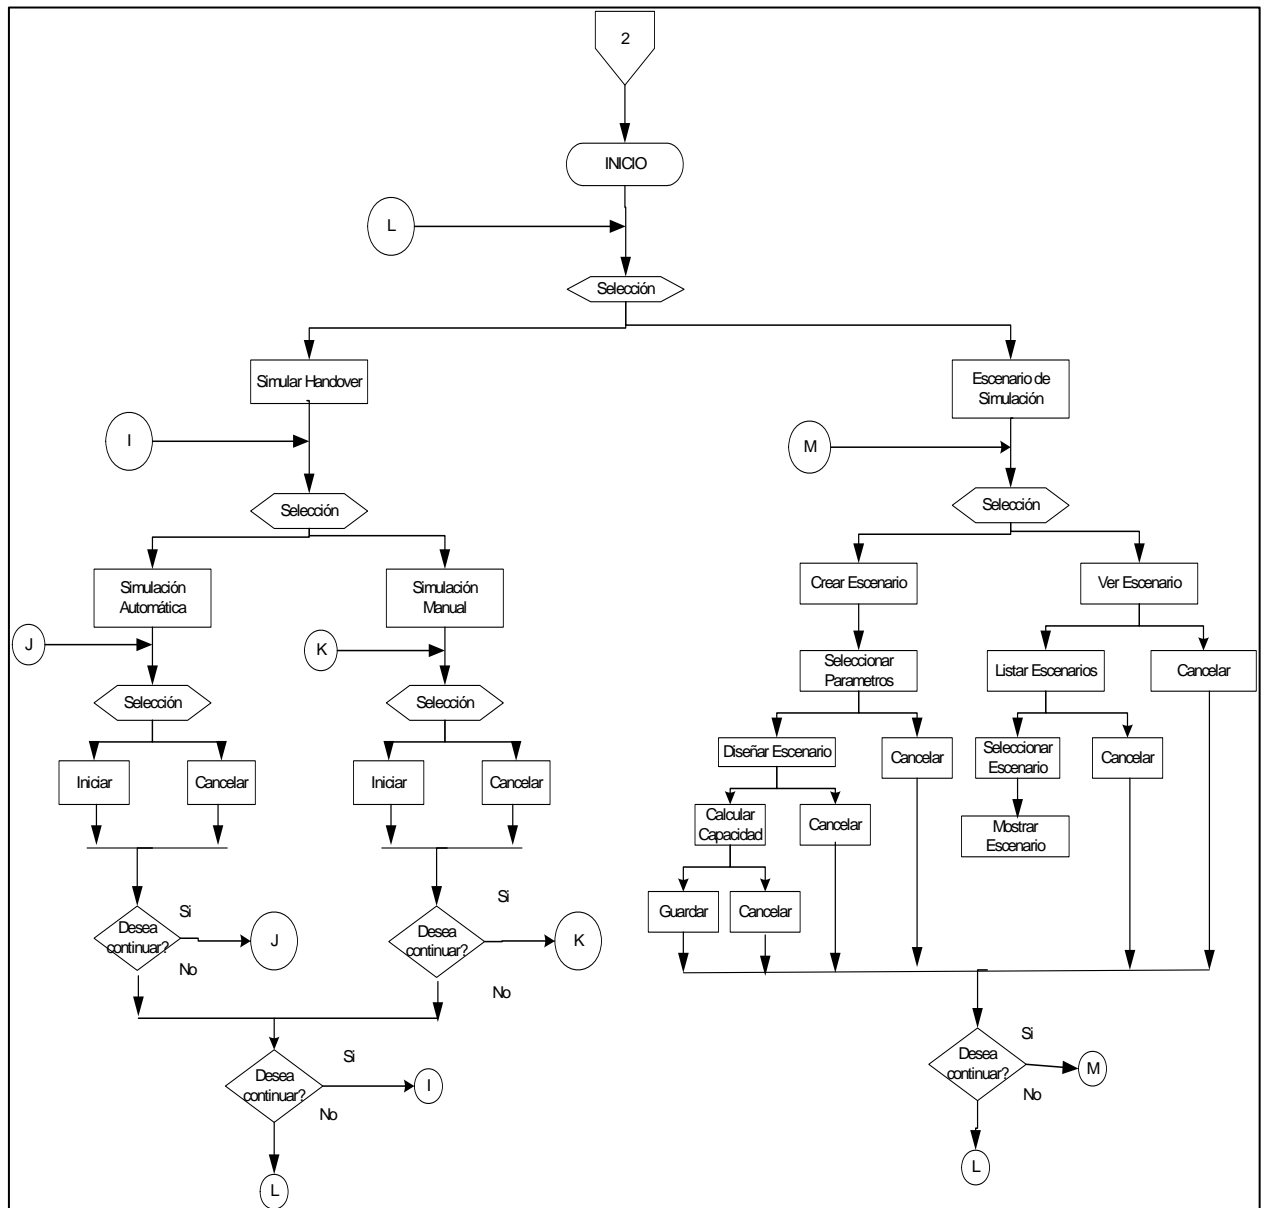 2
INICIO
L
Selección
Simular Handover
Escenario de
Simulación
I
M
Selección
Selección
Simulación
Automática
Simulación
Manual
Crear Escenario
Ver Escenario
J
K
Seleccionar
Parametros
Listar Escenarios
Cancelar
Selección
Selección
Diseñar Escenario
Cancelar
Seleccionar
Escenario
Cancelar
Iniciar
Cancelar
Iniciar
Cancelar
Calcular
Capacidad
Cancelar
Mostrar
Escenario
Guardar
Cancelar
Desea
continuar?
Si
No
J
Desea
continuar?
Si
No
K
Desea
continuar?
Si
No
I
L
Desea
continuar?
Si
No
M
L